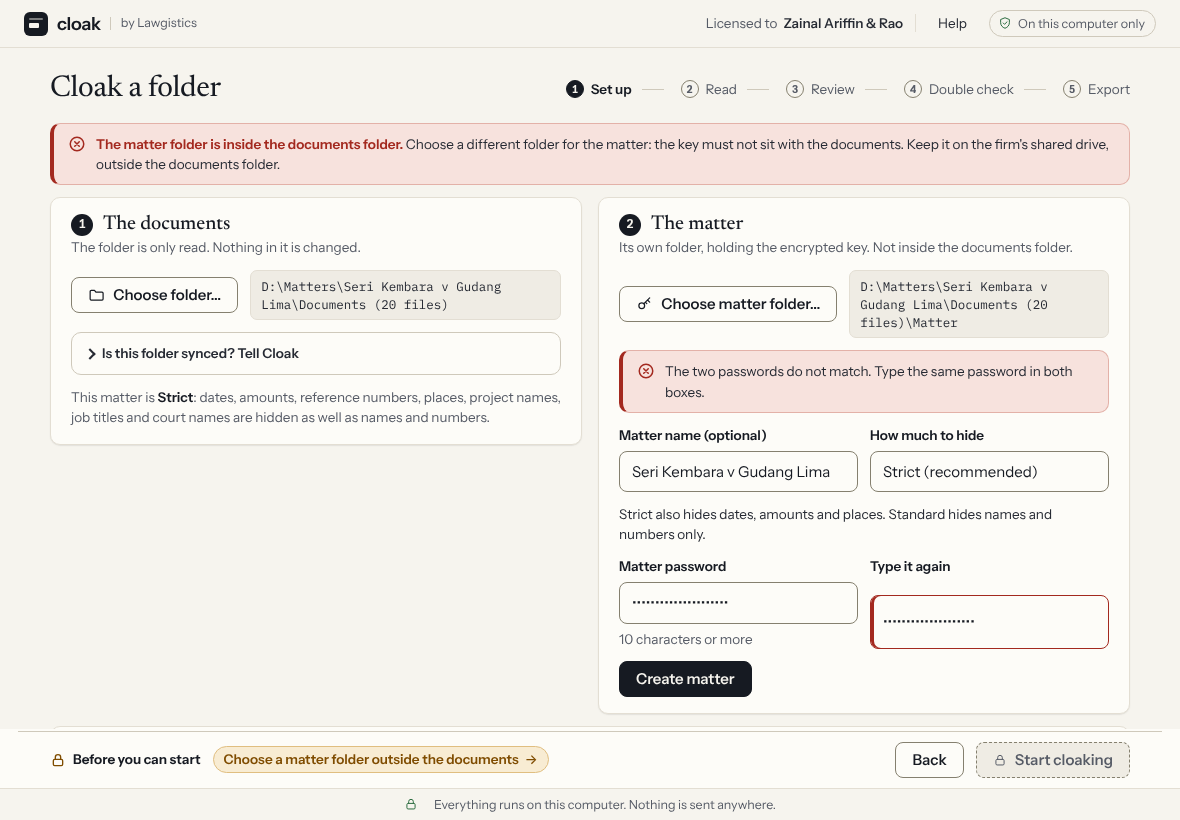 cloak
by Lawgistics
Licensed to Zainal Ariffin & Rao
Help
On this computer only
Cloak a folder
1 Set up
2 Read
3 Review
4 Double check
5 Export
The matter folder is inside the documents folder. Choose a different folder for the matter: the key must not sit with the documents. Keep it on the firm's shared drive,
outside the documents folder.
1 The documents
The folder is only read. Nothing in it is changed.
Choose folder...
D:\Matters\Seri Kembara v Gudang
Lima\Documents (20 files)
Is this folder synced? Tell Cloak
This matter is Strict: dates, amounts, reference numbers, places, project names,
job titles and court names are hidden as well as names and numbers.
2 The matter
Its own folder, holding the encrypted key. Not inside the documents folder.
Choose matter folder...
D:\Matters\Seri Kembara v
Gudang Lima\Documents (20
files)\Matter
The two passwords do not match. Type the same password in both
boxes.
Matter name (optional)
Seri Kembara v Gudang Lima
How much to hide
Strict (recommended)
Strict also hides dates, amounts and places. Standard hides names and
numbers only.
Matter password
10 characters or more
Type it again
Create matter
Before you can start
Choose a matter folder outside the documents →
Back
Start cloaking
Everything runs on this computer. Nothing is sent anywhere.